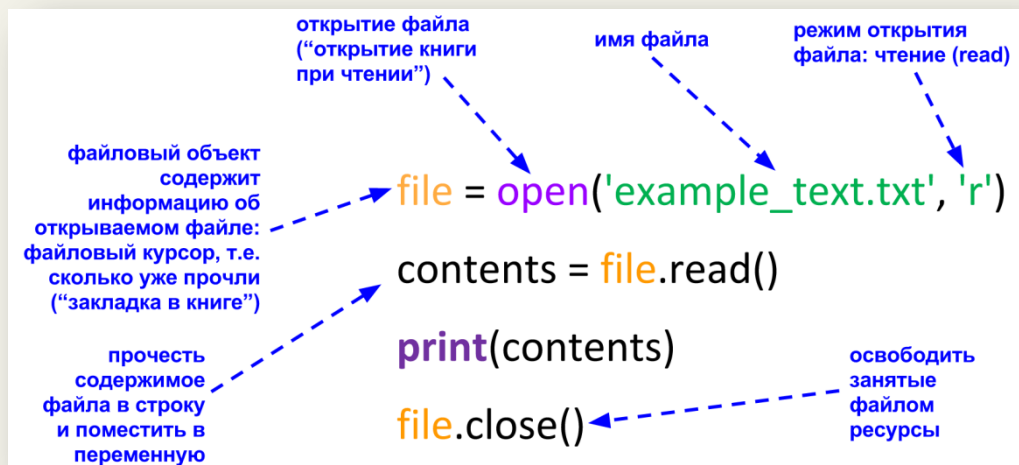 открытие файла
(“открытие книги
при чтении”)
имя файла
режим открытия
файла: чтение (read)
файловый объект
содержит
информацию об
открываемом файле:
файловый курсор, т.е.
сколько уже прочли
(“закладка в книге”)
file = open('example_text.txt', 'r')
contents = file.read()
print(contents)
file.close()
прочесть
содержимое
файла в строку
и поместить в
переменную
освободить
занятые
файлом
ресурсы